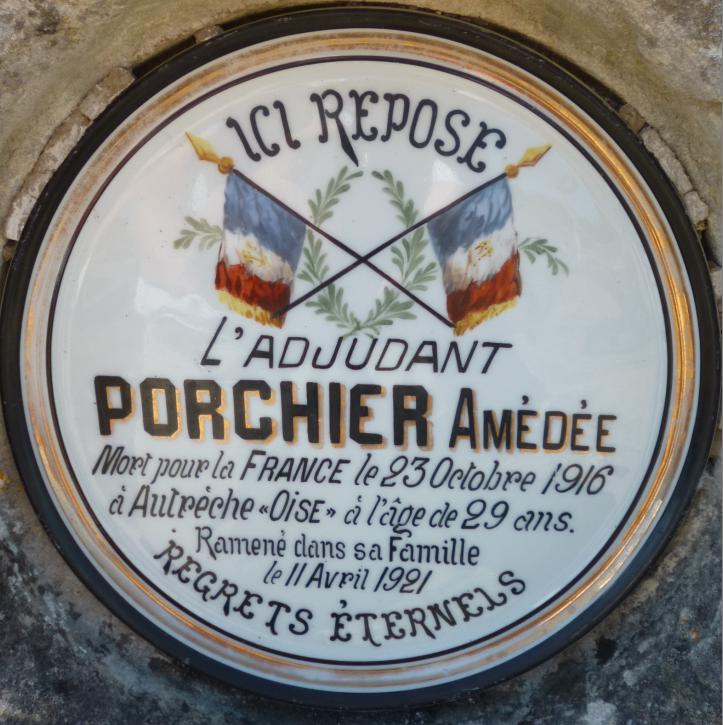 ICI REPOSE
L'ADJUDANT
PORCHIER AMÉDÉE
Mort pour la FRANCE le 23 Octobre 1916
à Autrèche «OISE» à l'âge de 29 ans.
Ramené dans sa Famille
le 11 Avril 1921
REGRETS ÉTERNELS